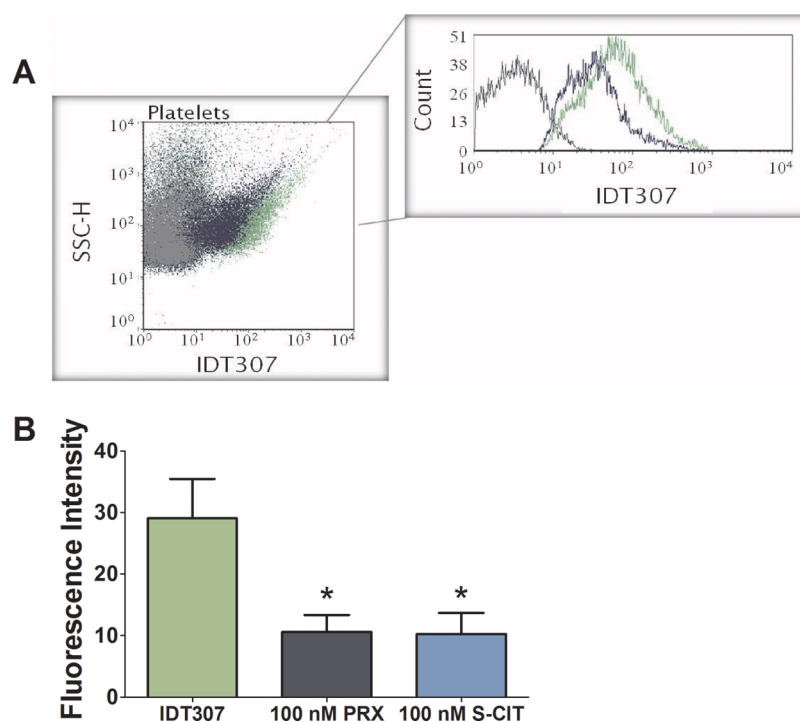 A
Platelets
10⁴
10³
10²
10¹
10⁰
SSC-H
10⁰ 10¹ 10² 10³ 10⁴
IDT307
51
38
26
13
0
Count
10⁰ 10¹ 10² 10³ 10⁴
IDT307
B
Fluorescence Intensity
40
30
20
10
0
* *
IDT307 100 nM PRX 100 nM S-CIT